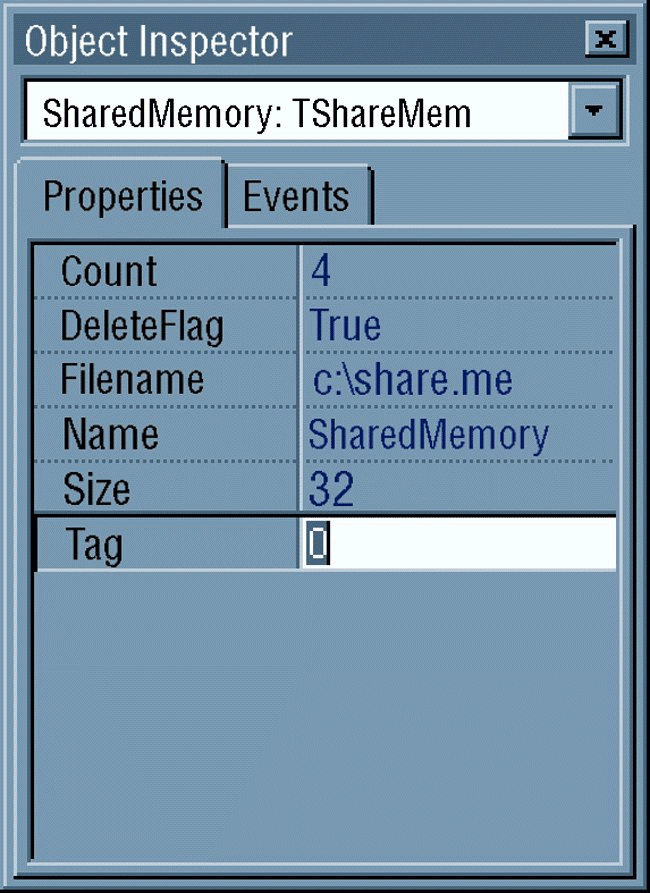 Object Inspector
SharedMemory: TShareMem
Properties Events
Count 4
DeleteFlag True
Filename c:\share.me
Name SharedMemory
Size 32
Tag 0